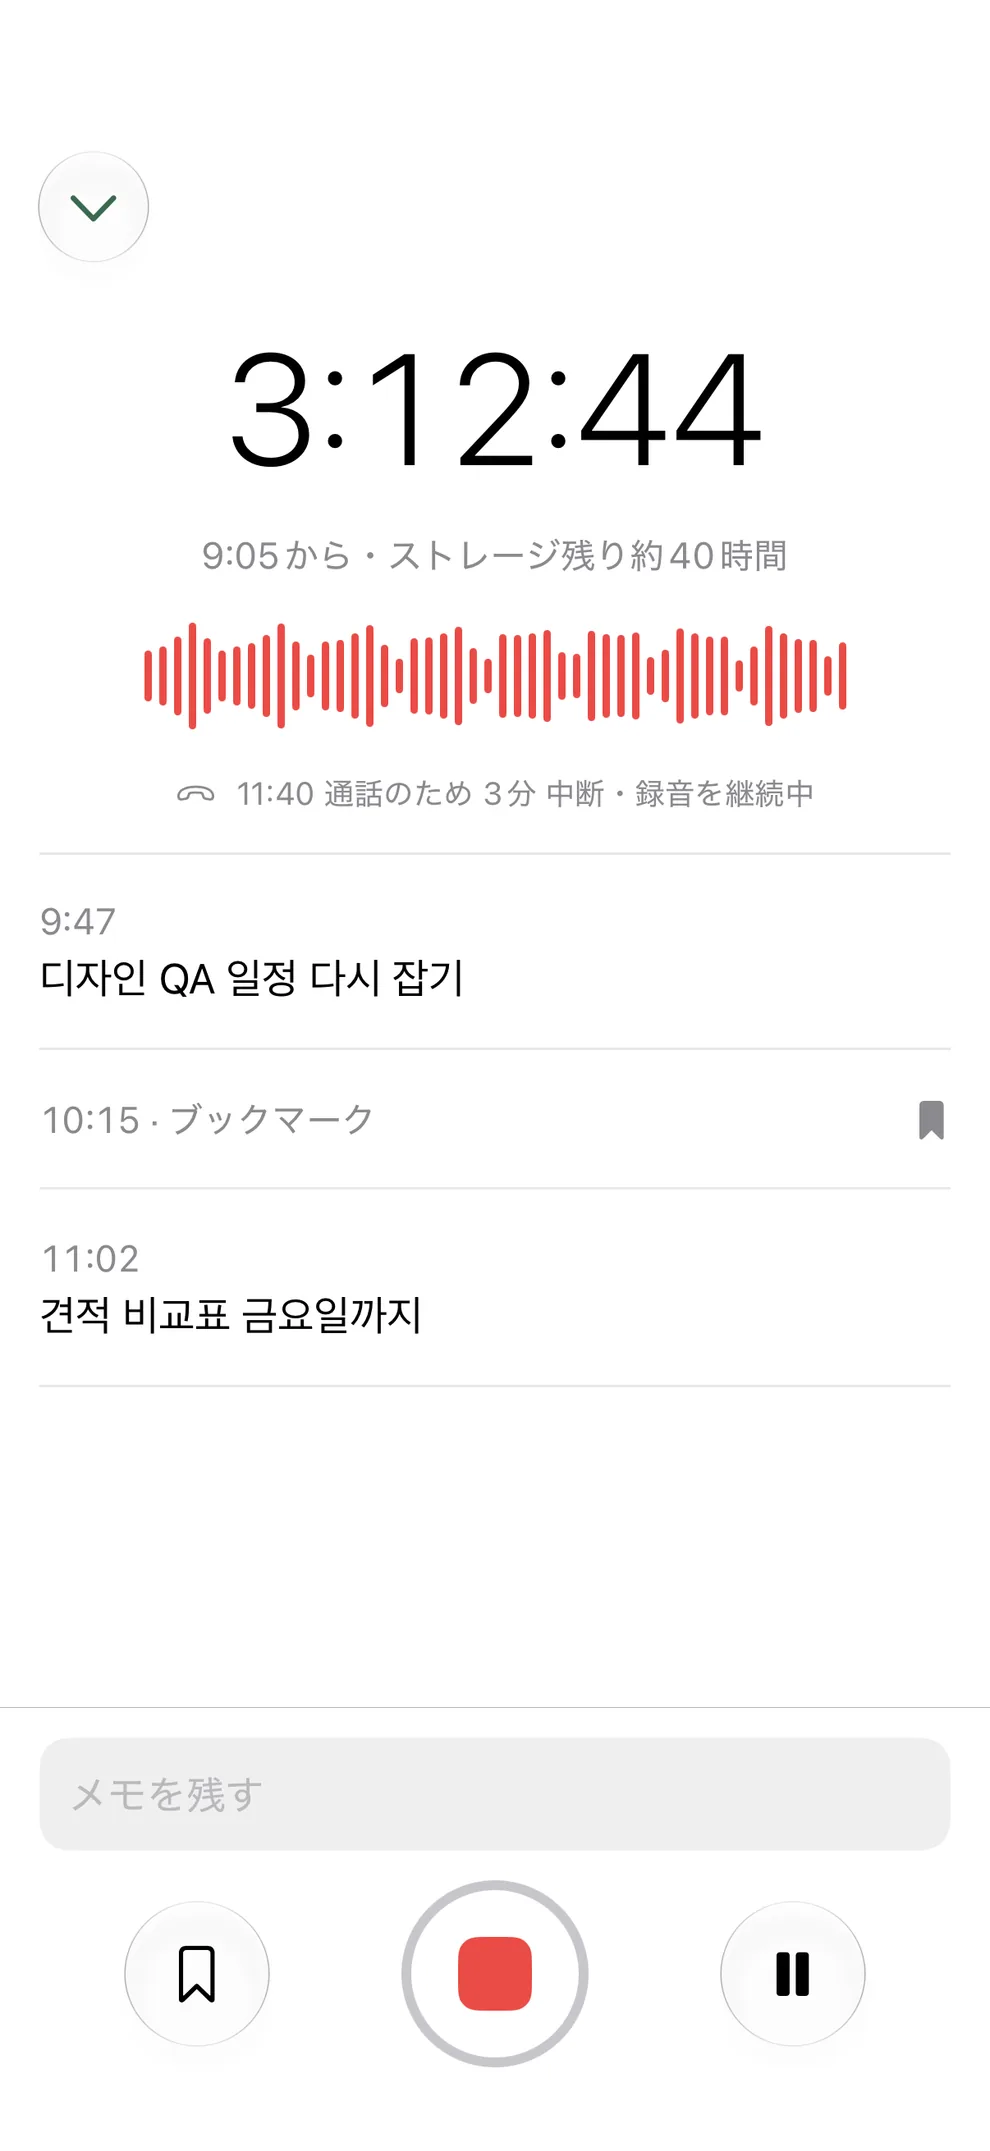 3:12:44
9:05から・ストレージ残り約40時間
11:40 通話のため 3分 中断・録音を継続中
9:47
디자인 QA 일정 다시 잡기
10:15 · ブックマーク
11:02
견적 비교표 금요일까지
メモを残す